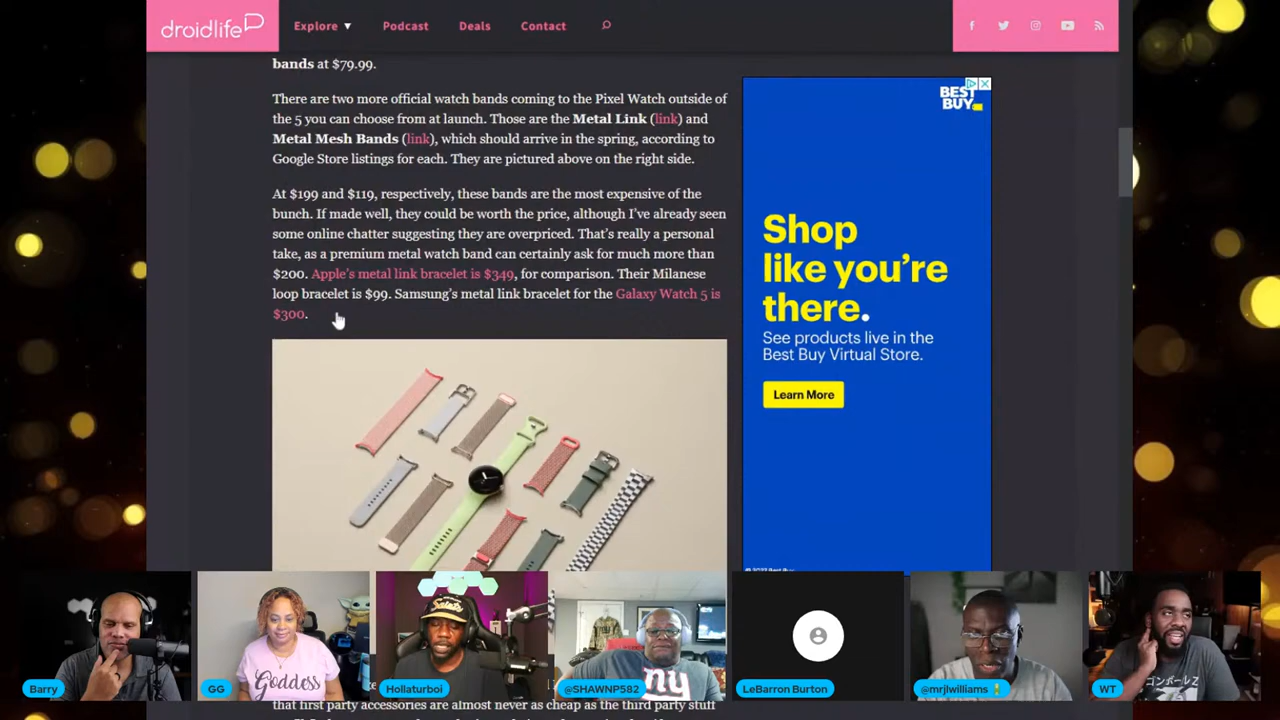 droidlife
Explore
Podcast
Deals
Contact
bands at $79.99.
There are two more official watch bands coming to the Pixel Watch outside of
the 5 you can choose from at launch. Those are the Metal Link (link) and
Metal Mesh Bands (link), which should arrive in the spring, according to
Google Store listings for each. They are pictured above on the right side.
At $199 and $119, respectively, these bands are the most expensive of the
bunch. If made well, they could be worth the price, although I've already seen
some online chatter suggesting they are overpriced. That's really a personal
take, as a premium metal watch band can certainly ask for much more than
$200. Apple's metal link bracelet is $349, for comparison. Their Milanese
loop bracelet is $99. Samsung's metal link bracelet for the Galaxy Watch 5 is
$300.
BEST
BUY
Shop
like you're
there.
See products live in the
Best Buy Virtual Store.
Learn More
Saints
Goddess
ny
ゴンボールZ
Barry
GG
Hollaturboi
@SHAWNP582
LeBarron Burton
@mrjlwilliams
WT
that first party accessories are almost never as cheap as the third party stuff